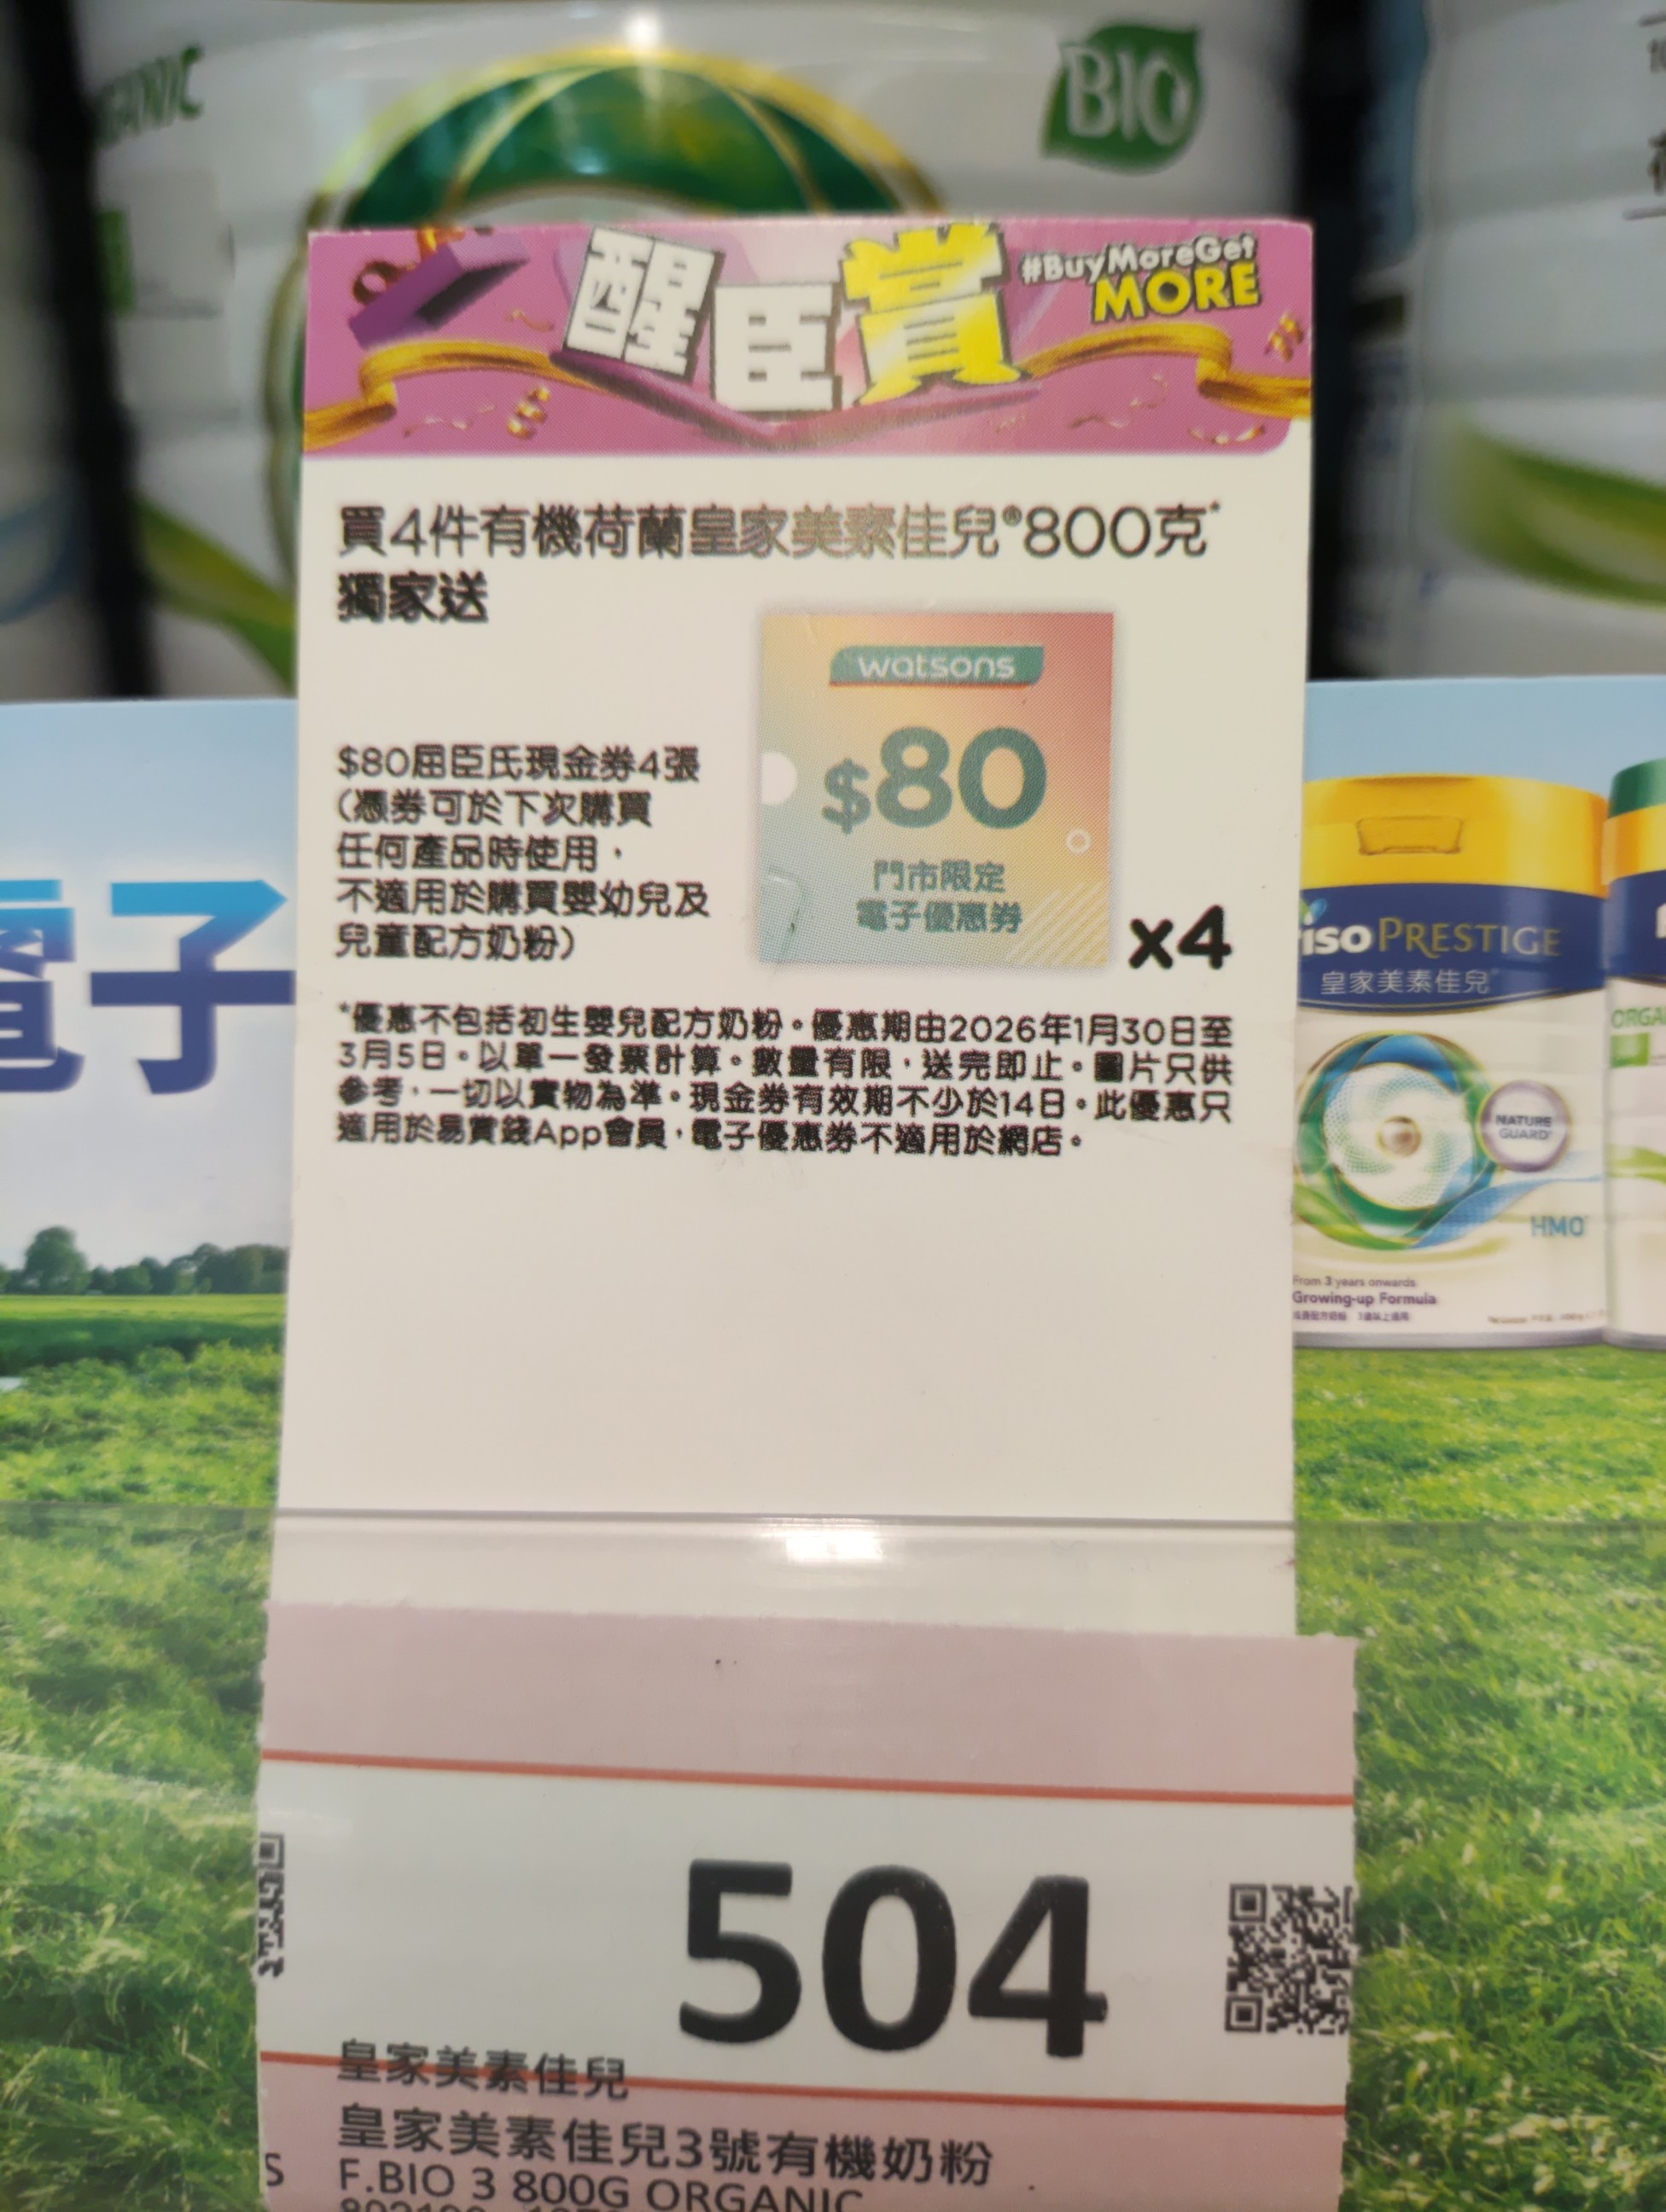 BIO
醒臣賞
#BuyMoreGet
MORE
買4件有機荷蘭皇家美素佳兒®800克*
獨家送
$80屈臣氏現金券4張
(憑券可於下次購買
任何產品時使用，
不適用於購買嬰幼兒及
兒童配方奶粉)
watsons
$80
門市限定
電子優惠券
x4
*優惠不包括初生嬰兒配方奶粉。優惠期由2026年1月30日至
3月5日。以單一發票計算。數量有限，送完即止。圖片只供
參考，一切以實物為準。現金券有效期不少於14日。此優惠只
適用於易賞錢App會員，電子優惠券不適用於網店。
電子
iso PRESTIGE
皇家美素佳兒
NATURE
GUARD
HMO
From 3 years onwards
Growing-up Formula
504
皇家美素佳兒
皇家美素佳兒3號有機奶粉
S
F.BIO 3 800G ORGANIC